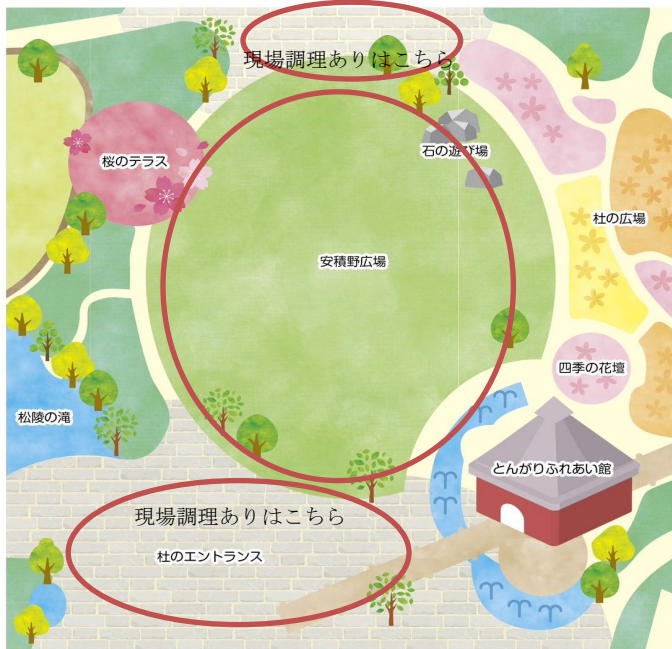 現場調理ありはこちら
石の遊び場
桜のテラス
杜の広場
安積野広場
四季の花壇
松陵の滝
とんがりふれあい館
現場調理ありはこちら
杜のエントランス